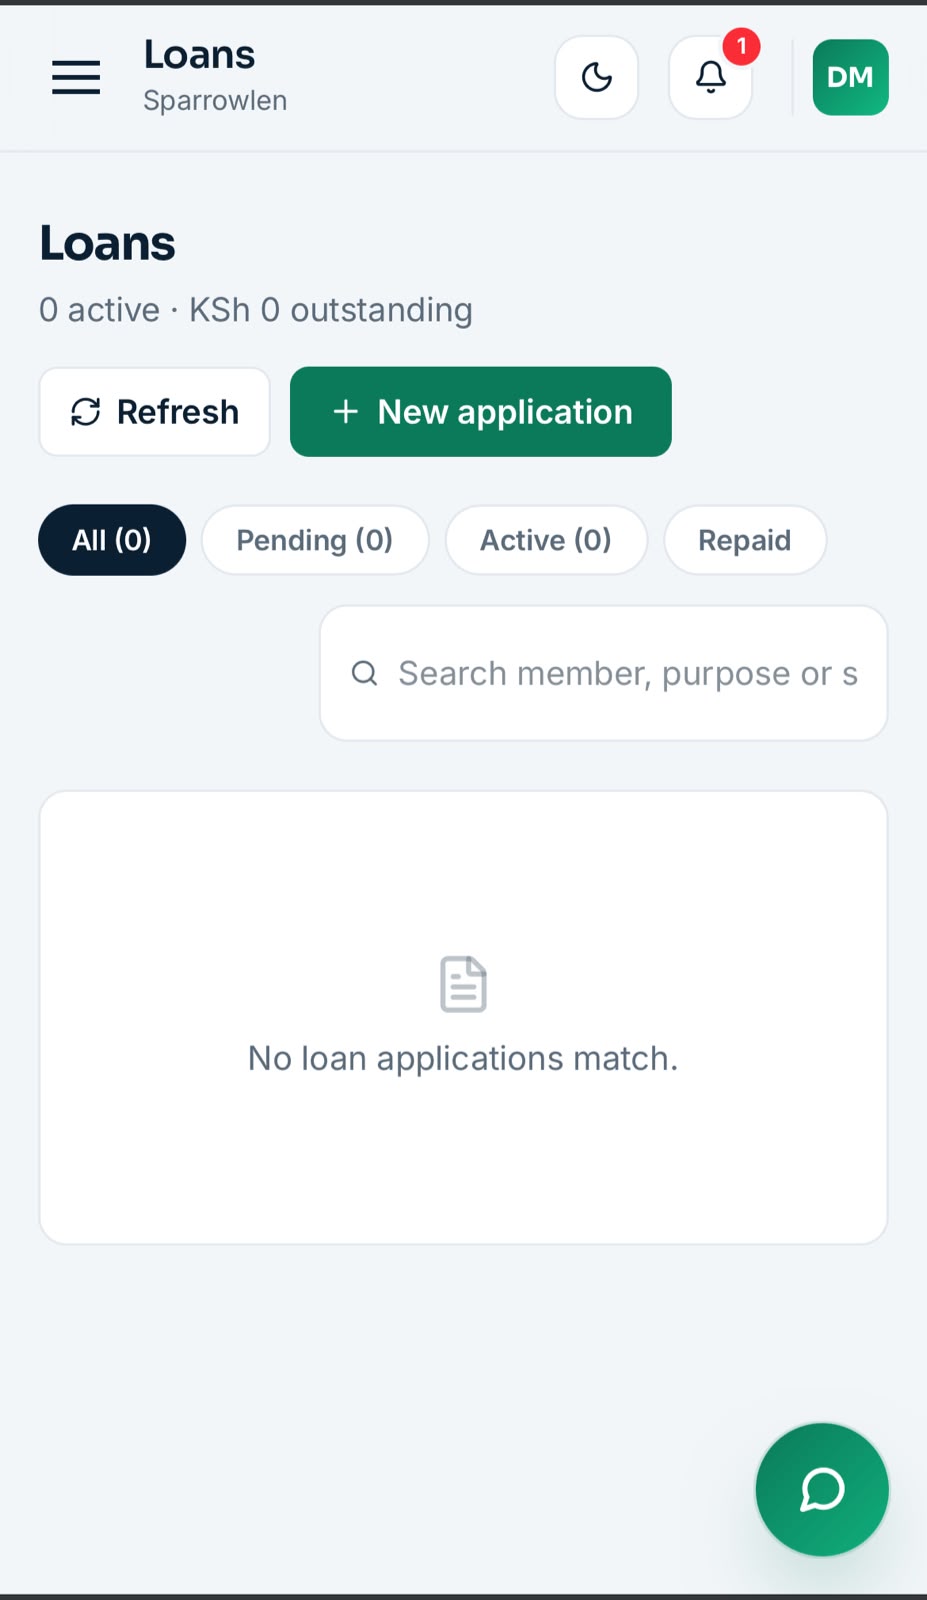 Loans
Sparrowlen
1
DM
Loans
0 active · KSh 0 outstanding
Refresh
New application
All (0)
Pending (0)
Active (0)
Repaid
Search member, purpose or s
No loan applications match.